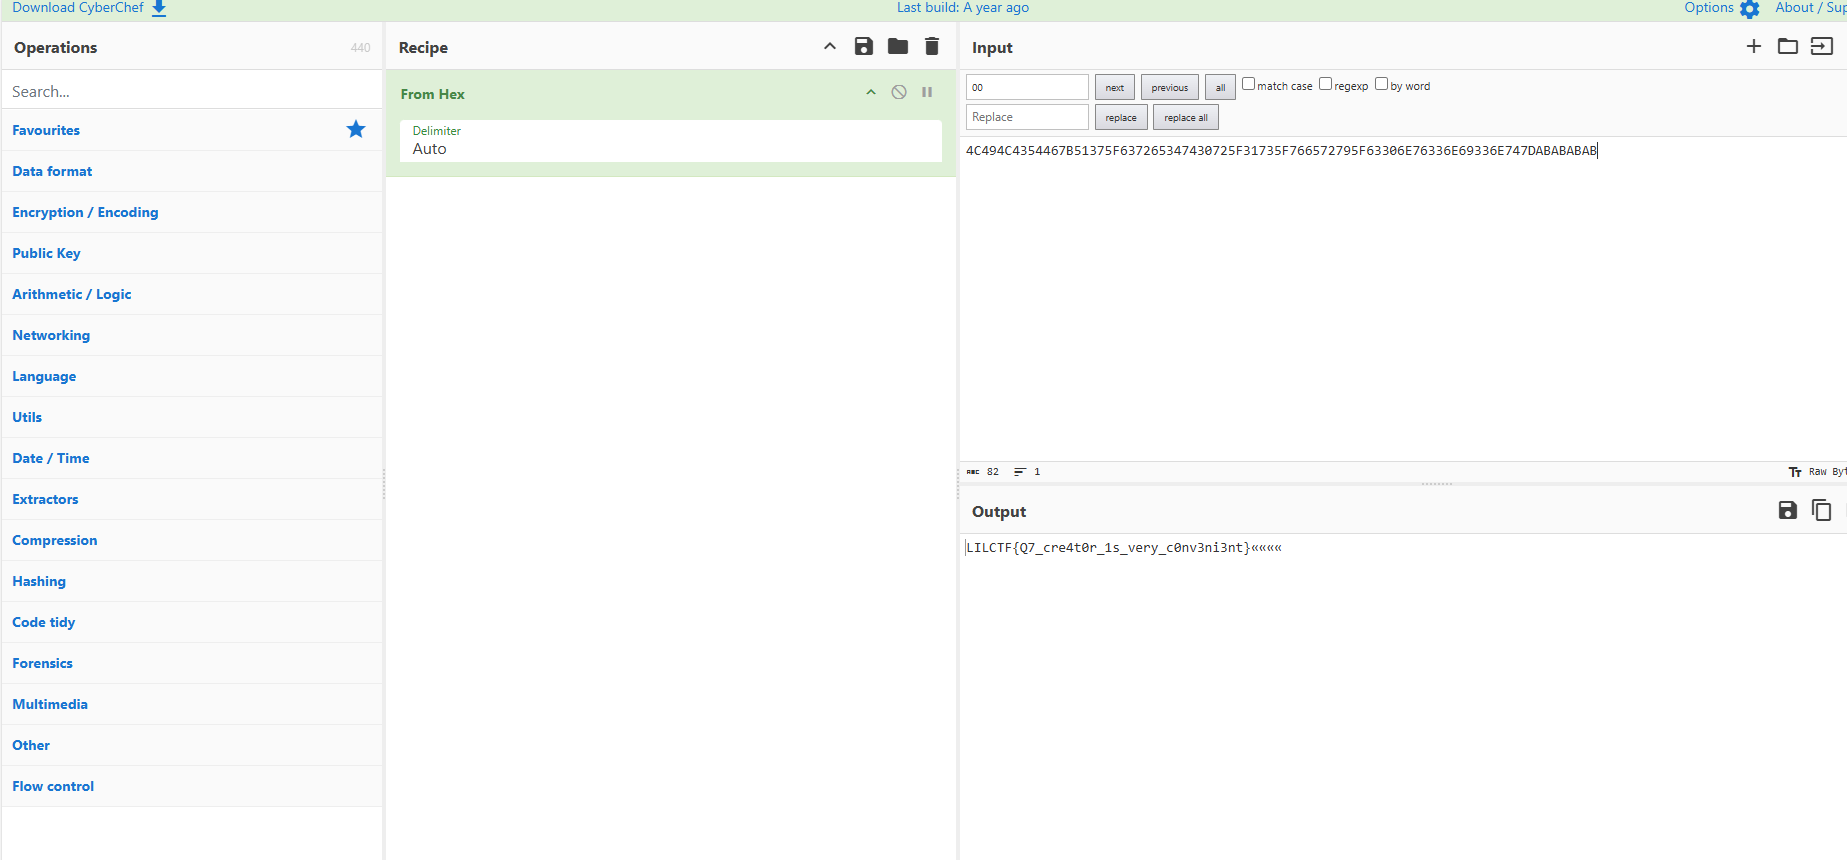 Download CyberChef
Last build: A year ago
Options
About / Sup
Operations
440
Search...
Favourites
Data format
Encryption / Encoding
Public Key
Arithmetic / Logic
Networking
Language
Utils
Date / Time
Extractors
Compression
Hashing
Code tidy
Forensics
Multimedia
Other
Flow control
Recipe
From Hex
Delimiter
Auto
Input
00
next
previous
all
match case
regexp
by word
Replace
replace
replace all
4C494C4354467B51375F637265347430725F31735F766572795F63306E76336E69336E747DABABABAB
ABC 82
1
Tт Raw Byt
Output
LILCTF{Q7_cre4t0r_1s_very_c0nv3ni3nt}««««